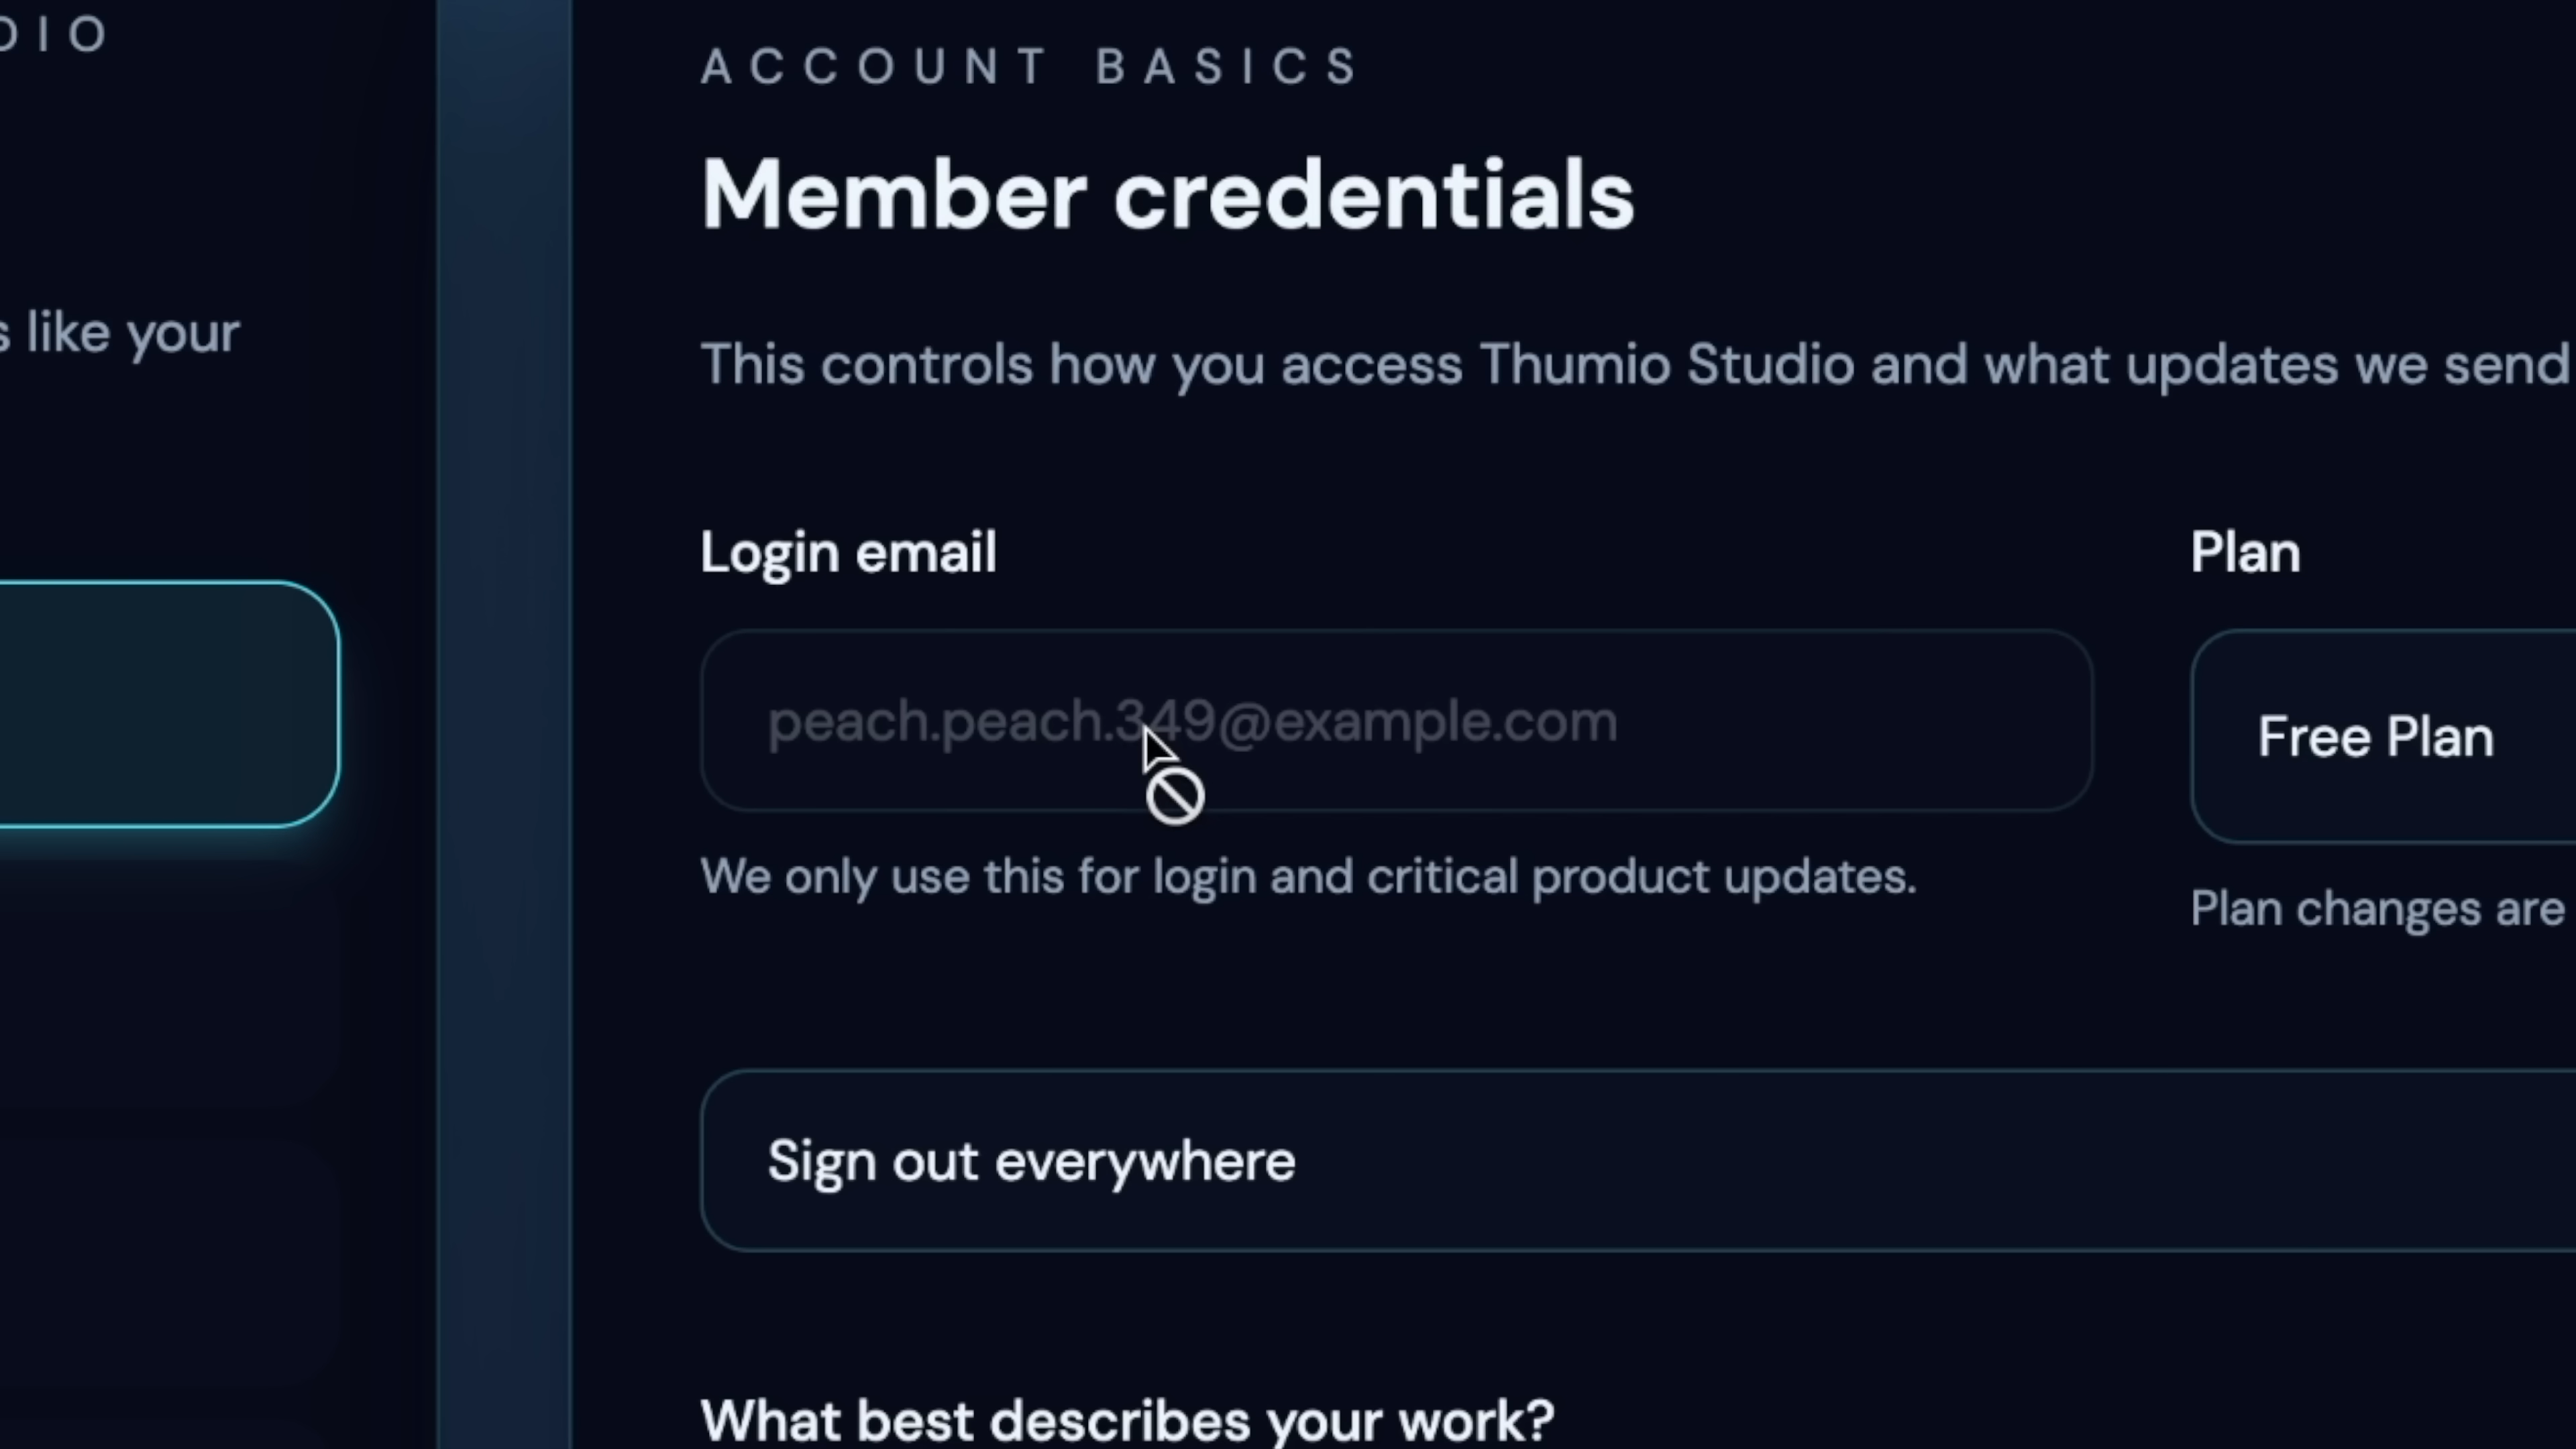 DIO
s like your
ACCOUNT BASICS
Member credentials
This controls how you access Thumio Studio and what updates we send
Login email
peach.peach.349@example.com
We only use this for login and critical product updates.
Plan
Free Plan
Plan changes are
Sign out everywhere
What best describes your work?